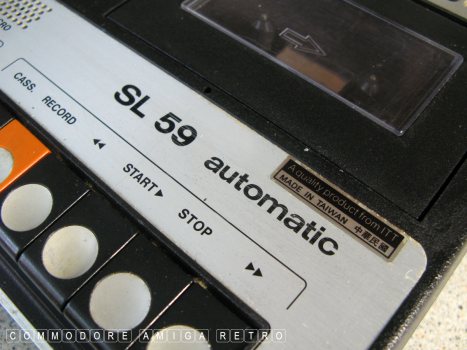 CASS.
RECORD
◀◀
START ▶
STOP
▶▶
SL 59 automatic
A quality product from ITT
MADE IN TAIWAN 中華民國
COMMODORE AMIGA RETRO